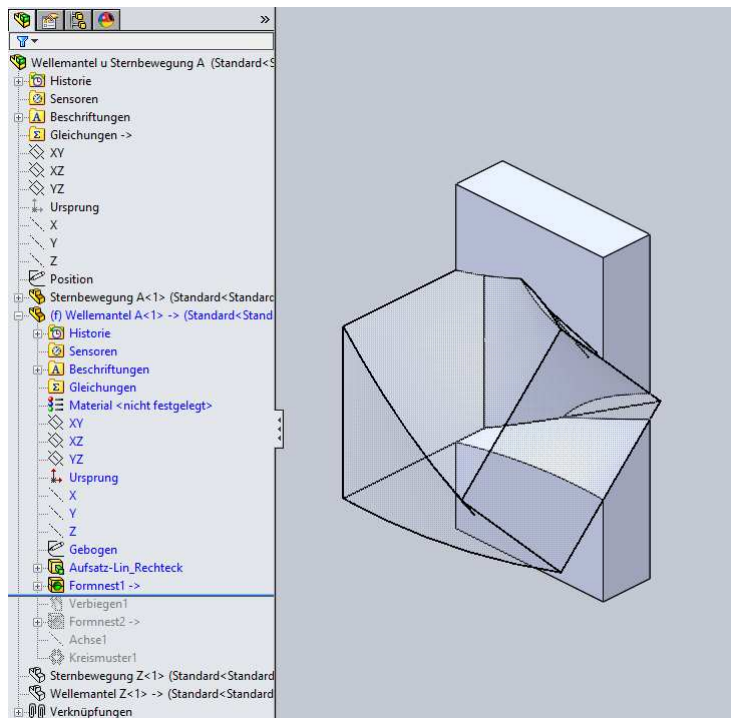 »
Wellemantel u Sternbewegung A (Standard<S
Historie
Sensoren
A Beschriftungen
Σ Gleichungen ->
XY
XZ
YZ
Ursprung
X
Y
Z
Position
Sternbewegung A<1> (Standard<Standard
(f) Wellemantel A<1> -> (Standard<Stand
Historie
Sensoren
A Beschriftungen
Σ Gleichungen
Material <nicht festgelegt>
XY
XZ
YZ
Ursprung
X
Y
Z
Gebogen
Aufsatz-Lin_Rechteck
Formnest1 ->
Verbiegen1
Formnest2 ->
Achse1
Kreismuster1
Sternbewegung Z<1> (Standard<Standard
Wellemantel Z<1> -> (Standard<Standard
Verknüpfungen